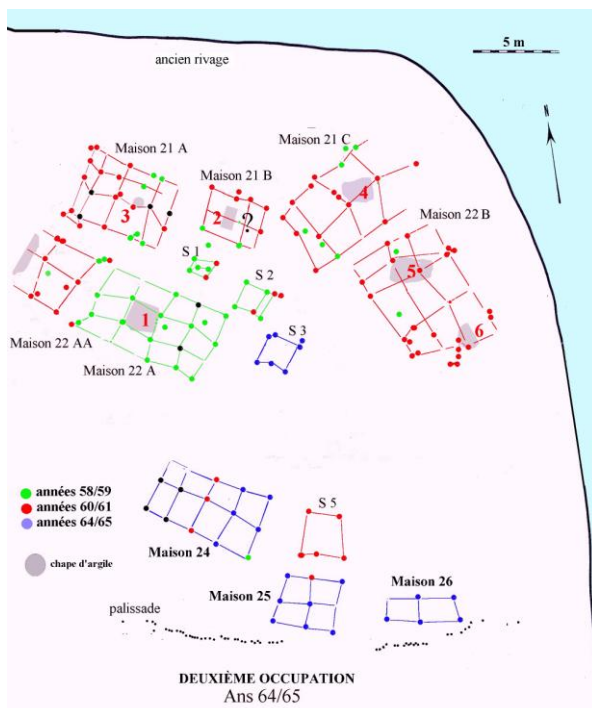 5 m
ancien rivage
N
Maison 21 A
Maison 21 B
Maison 21 C
Maison 22 B
3
2
?
4
5
6
1
S 1
S 2
S 3
Maison 22 AA
Maison 22 A
années 58/59
années 60/61
années 64/65
chape d'argile
Maison 24
S 5
Maison 25
Maison 26
palissade
DEUXIÈME OCCUPATION
Ans 64/65